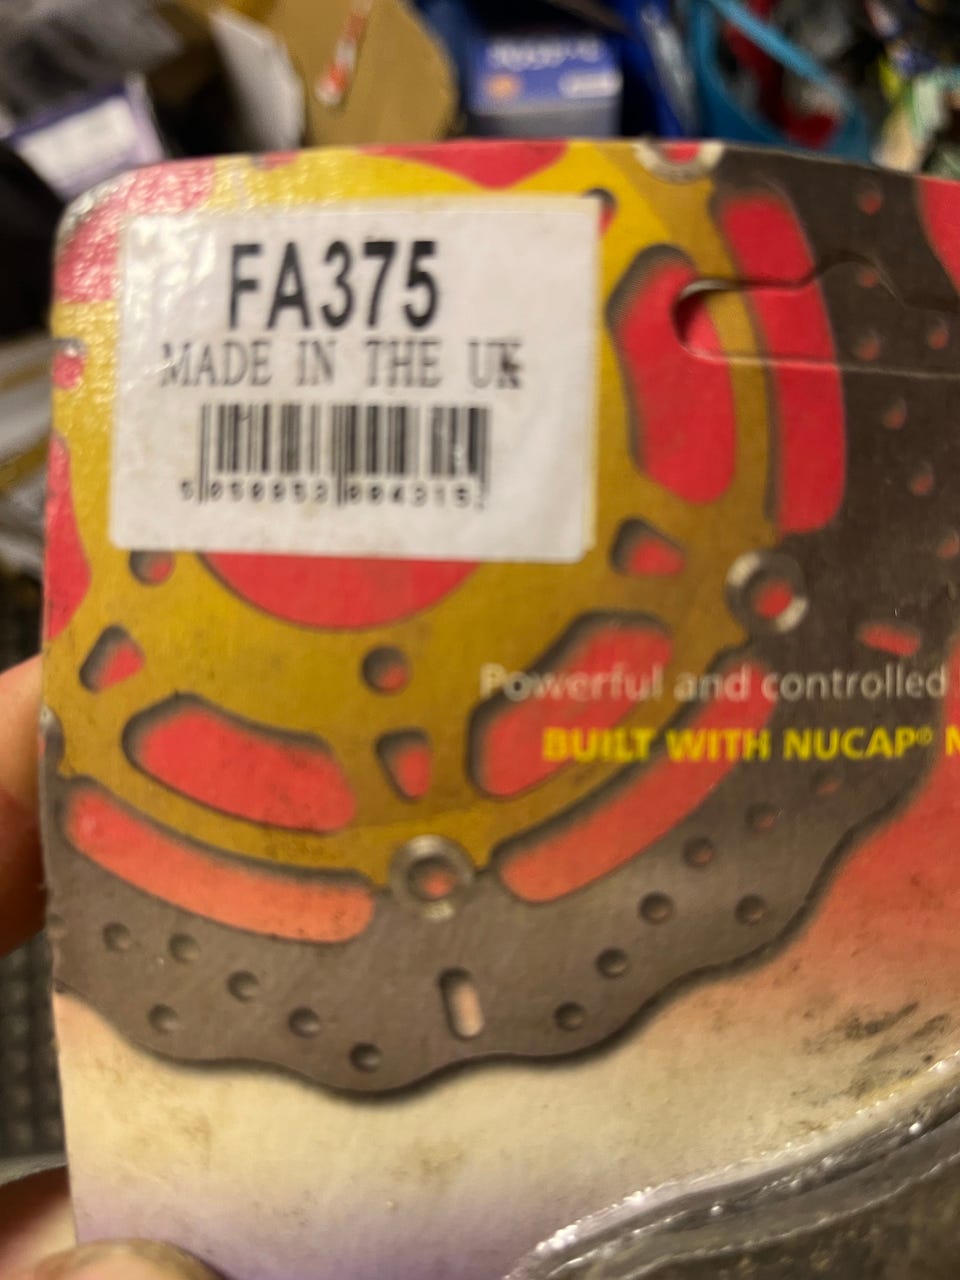 FA375
MADE IN THE UK
Powerful and controlled
BUILT WITH NUCAP®